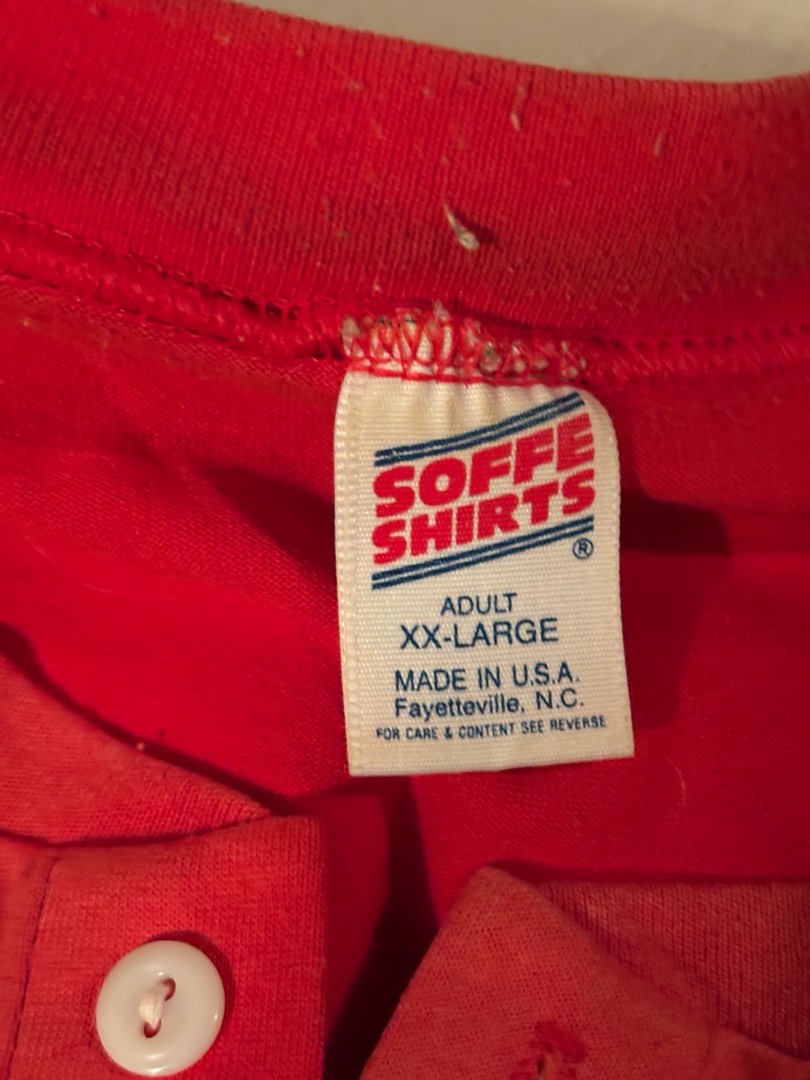 SOFFE
SHIRTS
®
ADULT
XX-LARGE
MADE IN U.S.A.
Fayetteville, N.C.
FOR CARE & CONTENT SEE REVERSE